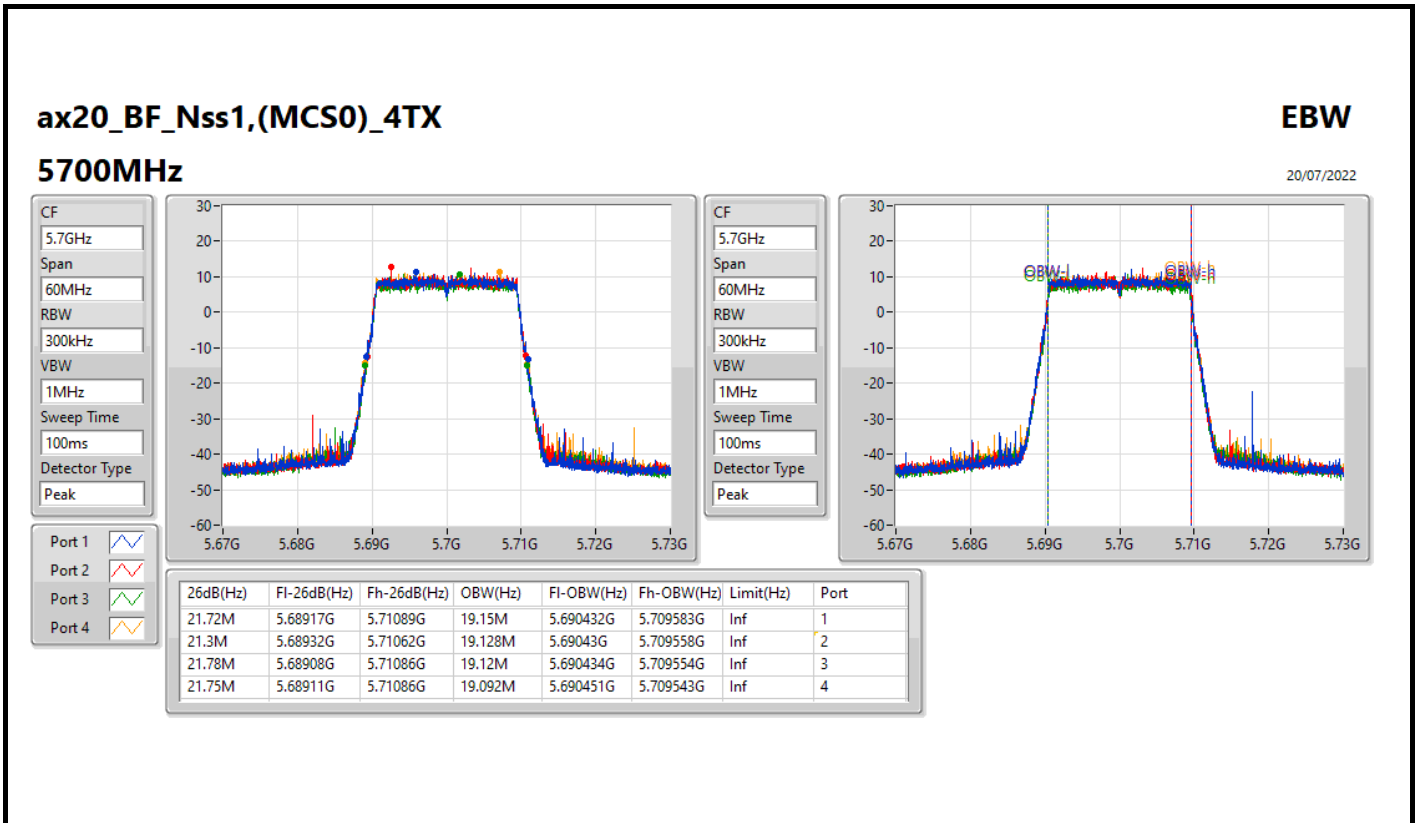 ax20_BF_Nss1,(MCS0)_4TX EBW
5700MHz 20/07/2022
CF
5.7GHz
Span
60MHz
RBW
300kHz
VBW
1MHz
Sweep Time
100ms
Detector Type
Peak
30
20
10
0
-10
-20
-30
-40
-50
-60
5.67G 5.68G 5.69G 5.7G 5.71G 5.72G 5.73G
CF
5.7GHz
Span
60MHz
RBW
300kHz
VBW
1MHz
Sweep Time
100ms
Detector Type
Peak
30
20
10
0
-10
-20
-30
-40
-50
-60
OBW-l OBW-h
5.67G 5.68G 5.69G 5.7G 5.71G 5.72G 5.73G
Port 1
Port 2
Port 3
Port 4
26dB(Hz) Fl-26dB(Hz) Fh-26dB(Hz) OBW(Hz) Fl-OBW(Hz) Fh-OBW(Hz) Limit(Hz) Port
21.72M 5.68917G 5.71089G 19.15M 5.690432G 5.709583G Inf 1
21.3M 5.68932G 5.71062G 19.128M 5.69043G 5.709558G Inf 2
21.78M 5.68908G 5.71086G 19.12M 5.690434G 5.709554G Inf 3
21.75M 5.68911G 5.71086G 19.092M 5.690451G 5.709543G Inf 4